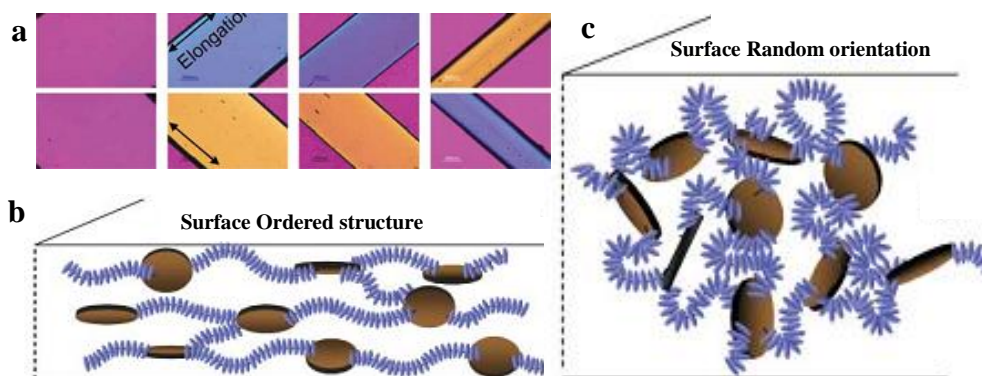 a
Elongation
c
Surface Random orientation
b
Surface Ordered structure